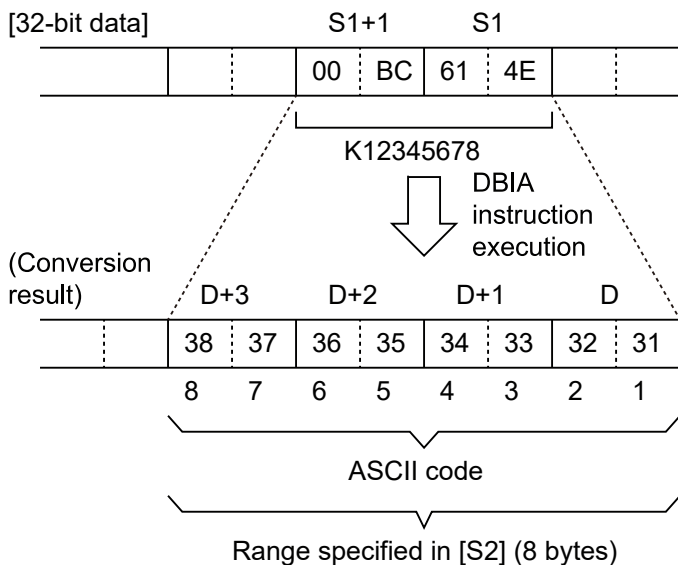 [32-bit data] S1+1 S1
00 BC 61 4E
K12345678
DBIA
instruction
execution
(Conversion
result) D+3 D+2 D+1 D
38 37 36 35 34 33 32 31
8 7 6 5 4 3 2 1
ASCII code
Range specified in [S2] (8 bytes)